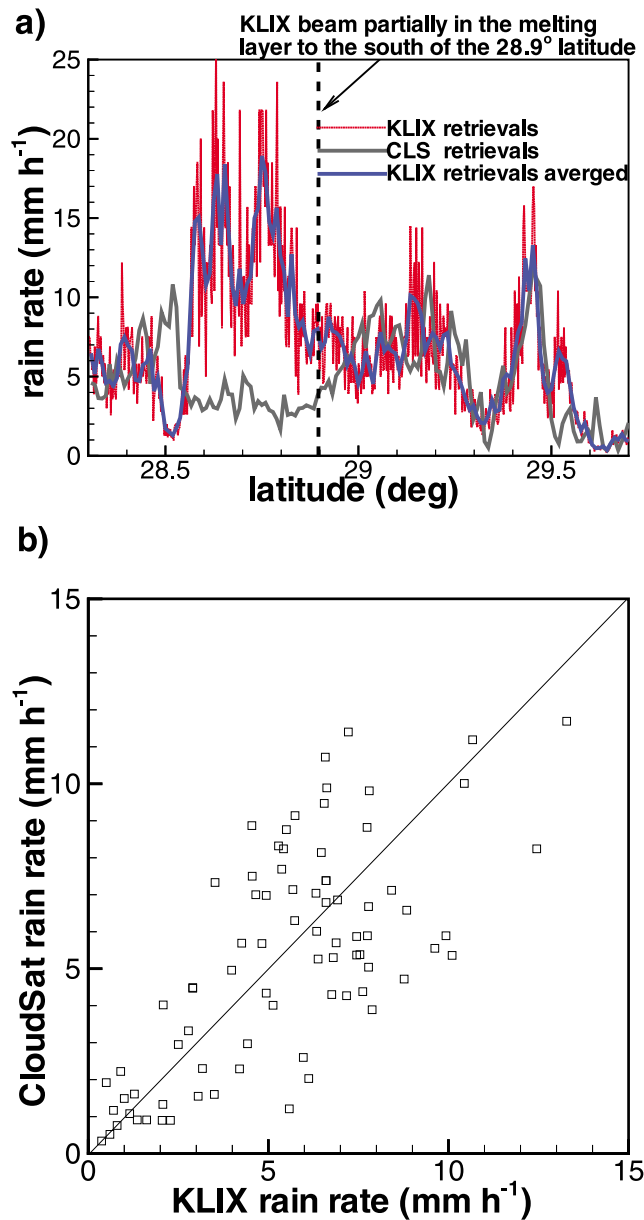 a)
KLIX beam partially in the melting
layer to the south of the 28.9° latitude
25
20
15
10
5
0
rain rate (mm h⁻¹)
KLIX retrievals
CLS retrievals
KLIX retrievals averged
28.5
29
29.5
latitude (deg)
b)
15
10
5
0
CloudSat rain rate (mm h⁻¹)
0
5
10
15
KLIX rain rate (mm h⁻¹)